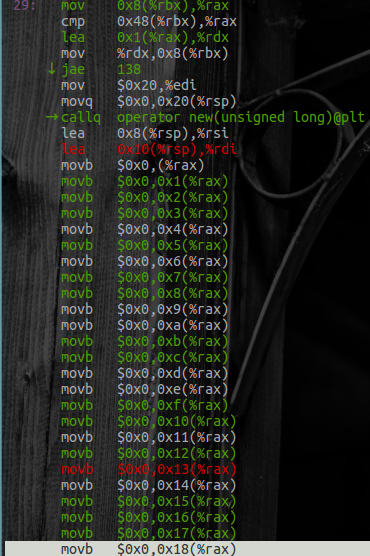 29: mov 0x8(%rbx),%rax
cmp 0x48(%rbx),%rax
lea 0x1(%rax),%rdx
mov %rdx,0x8(%rbx)
↓ jae 138
mov $0x20,%edi
movq $0x0,0x20(%rsp)
→ callq operator new(unsigned long)@plt
lea 0x8(%rsp),%rsi
lea 0x10(%rsp),%rdi
movb $0x0,(%rax)
movb $0x0,0x1(%rax)
movb $0x0,0x2(%rax)
movb $0x0,0x3(%rax)
movb $0x0,0x4(%rax)
movb $0x0,0x5(%rax)
movb $0x0,0x6(%rax)
movb $0x0,0x7(%rax)
movb $0x0,0x8(%rax)
movb $0x0,0x9(%rax)
movb $0x0,0xa(%rax)
movb $0x0,0xb(%rax)
movb $0x0,0xc(%rax)
movb $0x0,0xd(%rax)
movb $0x0,0xe(%rax)
movb $0x0,0xf(%rax)
movb $0x0,0x10(%rax)
movb $0x0,0x11(%rax)
movb $0x0,0x12(%rax)
movb $0x0,0x13(%rax)
movb $0x0,0x14(%rax)
movb $0x0,0x15(%rax)
movb $0x0,0x16(%rax)
movb $0x0,0x17(%rax)
movb $0x0,0x18(%rax)